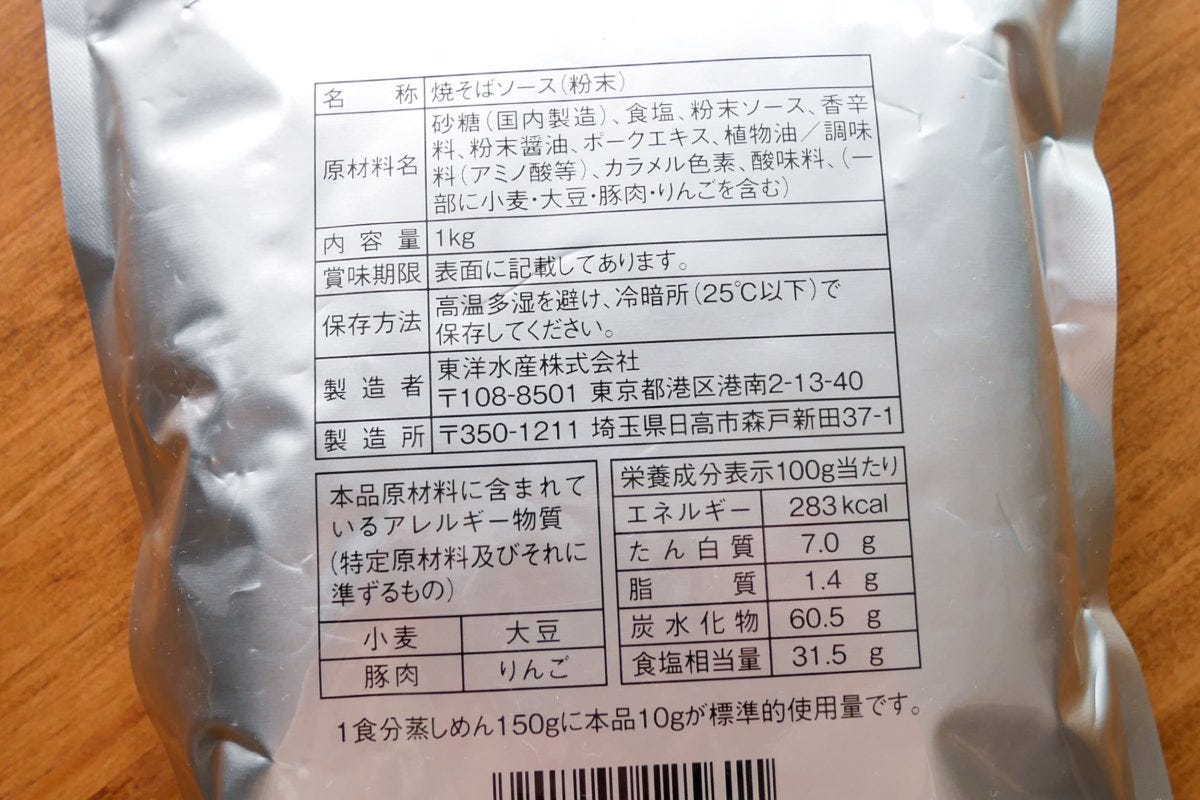 名称 焼そばソース(粉末)
原材料名 砂糖(国内製造)、食塩、粉末ソース、香辛
料、粉末醤油、ポークエキス、植物油/調味
料(アミノ酸等)、カラメル色素、酸味料、(一
部に小麦・大豆・豚肉・りんごを含む)
内容量 1kg
賞味期限 表面に記載してあります。
保存方法 高温多湿を避け、冷暗所(25℃以下)で
保存してください。
製造者 東洋水産株式会社
〒108-8501 東京都港区港南2-13-40
製造所 〒350-1211 埼玉県日高市森戸新田37-1
本品原材料に含まれて
いるアレルギー物質
(特定原材料及びそれに
準ずるもの)
小麦 大豆
豚肉 りんご
栄養成分表示100g当たり
エネルギー 283kcal
たん白質 7.0 g
脂質 1.4 g
炭水化物 60.5 g
食塩相当量 31.5 g
1食分蒸しめん150gに本品10gが標準的使用量です。